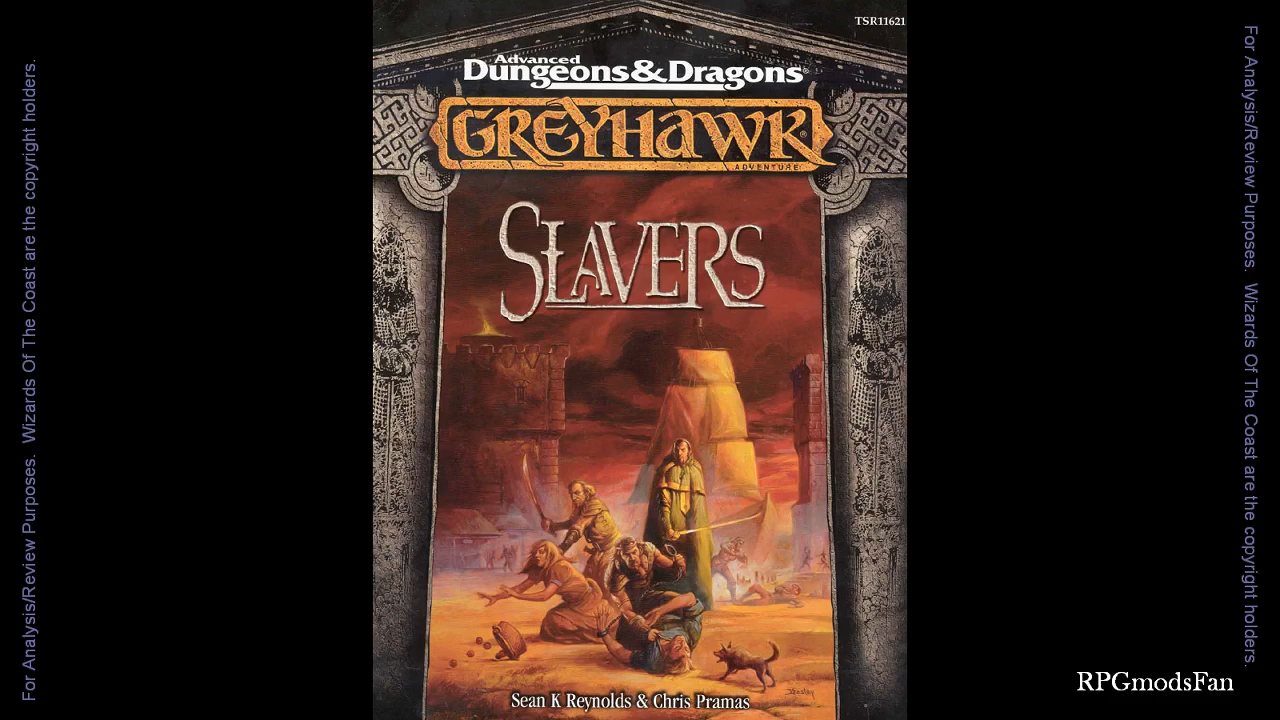 TSR11621
Advanced
Dungeons&Dragons®
GREYHAWK®
ADVENTURE
SLAVERS
Sean K Reynolds & Chris Pramas
RPGmodsFan
For Analysis/Review Purposes. Wizards Of The Coast are the copyright holders.
For Analysis/Review Purposes. Wizards Of The Coast are the copyright holders.